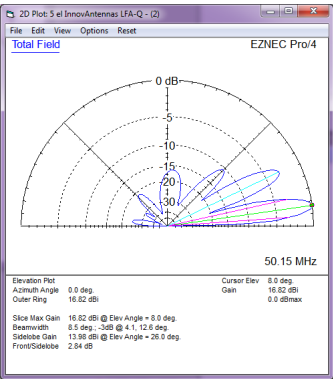 2D Plot: 5 el InnovAntennas LFA-Q - (2)
File Edit View Options Reset
Total Field
EZNEC Pro/4
0 dB
-5
-10
-15
-20
-30
50.15 MHz
Elevation Plot
Azimuth Angle 0.0 deg.
Outer Ring 16.82 dBi
Cursor Elev 8.0 deg.
Gain 16.82 dBi
0.0 dBmax
Slice Max Gain 16.82 dBi @ Elev Angle = 8.0 deg.
Beamwidth 8.5 deg.; -3dB @ 4.1, 12.6 deg.
Sidelobe Gain 13.98 dBi @ Elev Angle = 26.0 deg.
Front/Sidelobe 2.84 dB